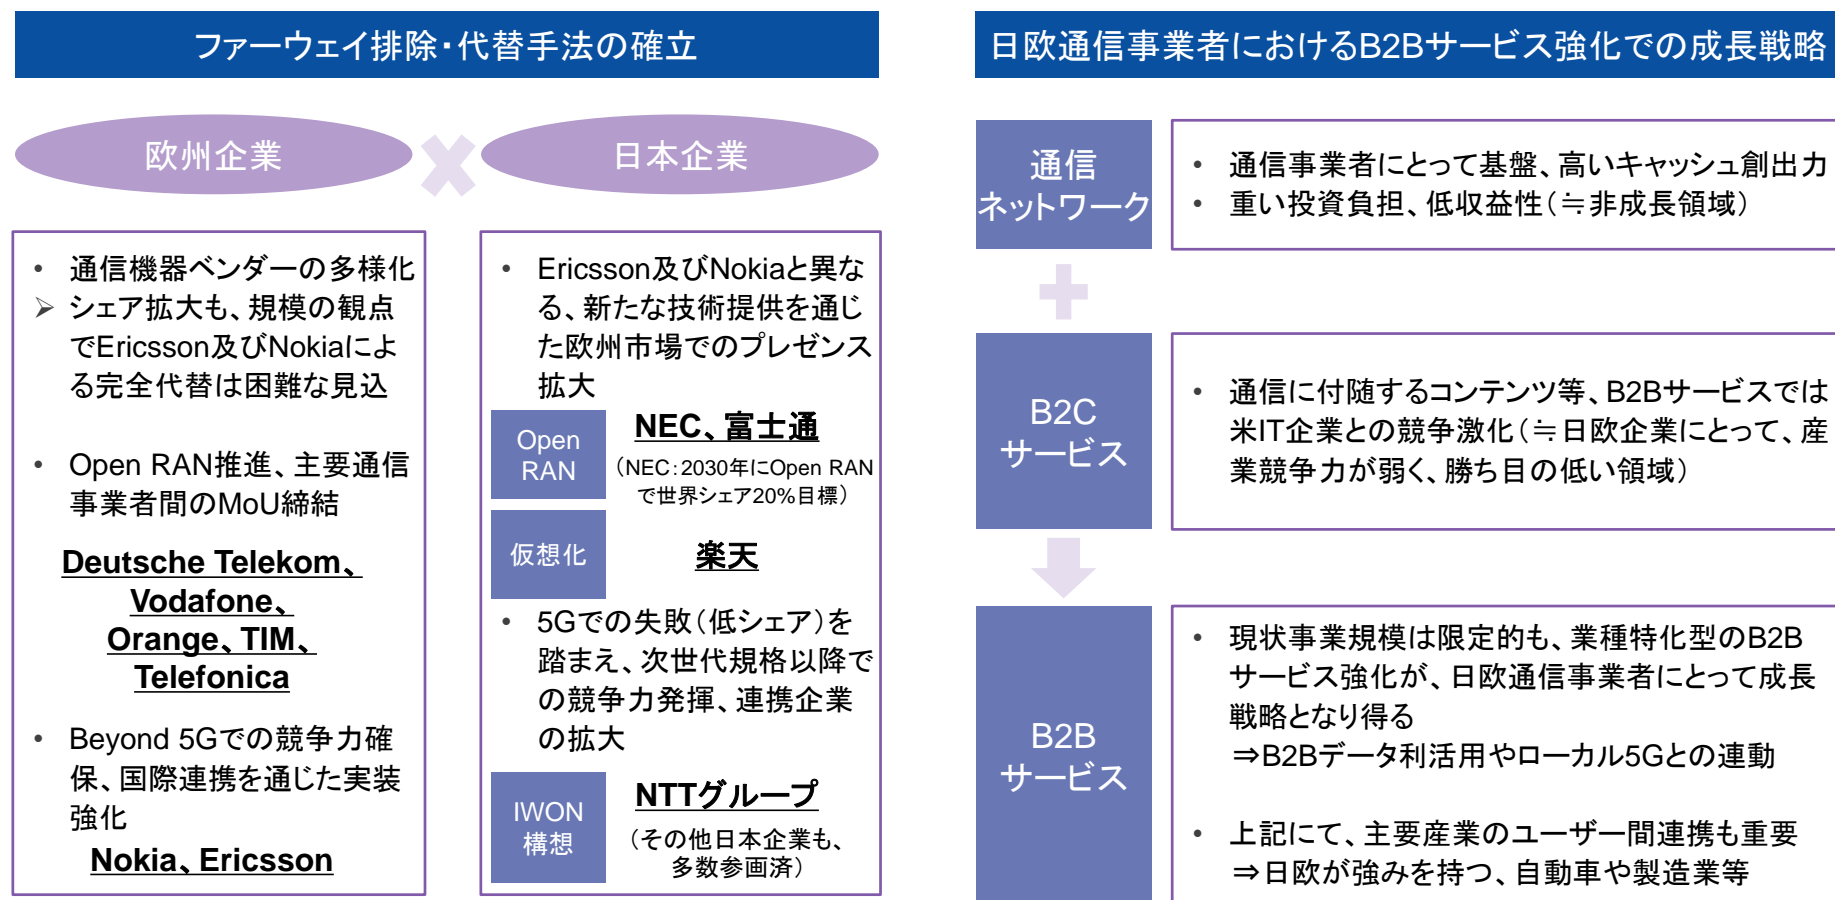 ファーウェイ排除・代替手法の確立
欧州企業
日本企業
• 通信機器ベンダーの多様化
➢ シェア拡大も、規模の観点
でEricsson及びNokiaによ
る完全代替は困難な見込
• Open RAN推進、主要通信
事業者間のMoU締結
Deutsche Telekom、
Vodafone、
Orange、TIM、
Telefonica
• Beyond 5Gでの競争力確
保、国際連携を通じた実装
強化
Nokia、Ericsson
• Ericsson及びNokiaと異な
る、新たな技術提供を通じ
た欧州市場でのプレゼンス
拡大
Open
RAN
NEC、富士通
（NEC：2030年にOpen RAN
で世界シェア20%目標）
仮想化
楽天
• 5Gでの失敗（低シェア）を
踏まえ、次世代規格以降で
の競争力発揮、連携企業
の拡大
IWON
構想
NTTグループ
（その他日本企業も、
多数参画済）
日欧通信事業者におけるB2Bサービス強化での成長戦略
通信
ネットワーク
• 通信事業者にとって基盤、高いキャッシュ創出力
• 重い投資負担、低収益性（≒非成長領域）
B2C
サービス
• 通信に付随するコンテンツ等、B2Bサービスでは
米IT企業との競争激化（≒日欧企業にとって、産
業競争力が弱く、勝ち目の低い領域）
B2B
サービス
• 現状事業規模は限定的も、業種特化型のB2B
サービス強化が、日欧通信事業者にとって成長
戦略となり得る
⇒B2Bデータ利活用やローカル5Gとの連動
• 上記にて、主要産業のユーザー間連携も重要
⇒日欧が強みを持つ、自動車や製造業等